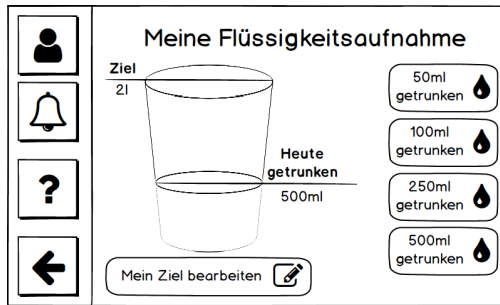 Meine Flüssigkeitsaufnahme
Ziel
2l
Heute
getrunken
500ml
50ml
getrunken
100ml
getrunken
250ml
getrunken
500ml
getrunken
?
Mein Ziel bearbeiten